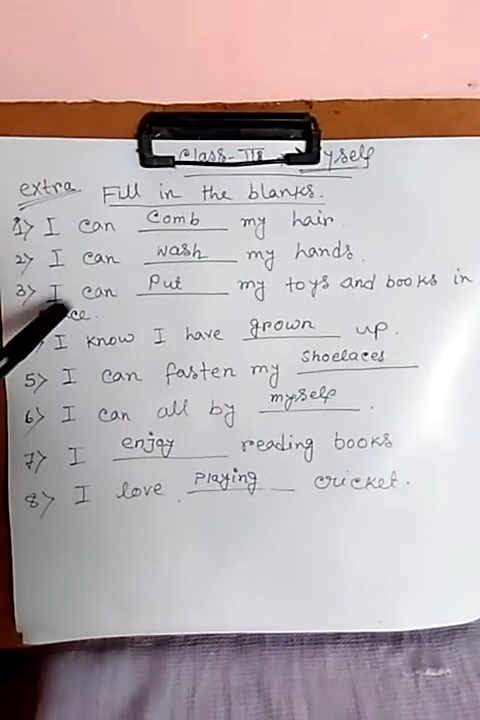 Class-III yself
extra. Fill in the blanks.
1> I can Comb my hair
2> I can wash my hands.
3> I can Put my toys and books in
ce.
I know I have grown up.
5> I can fasten my Shoelaces
6> I can all by myself.
7> I enjoy reading books
8> I love Playing cricket.